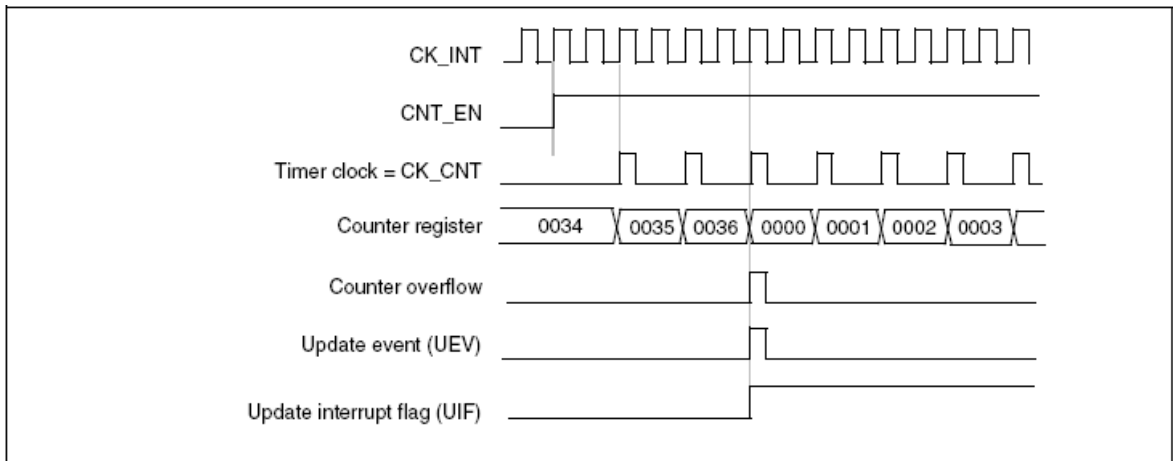 CK_INT
CNT_EN
Timer clock = CK_CNT
Counter register 0034 0035 0036 0000 0001 0002 0003
Counter overflow
Update event (UEV)
Update interrupt flag (UIF)